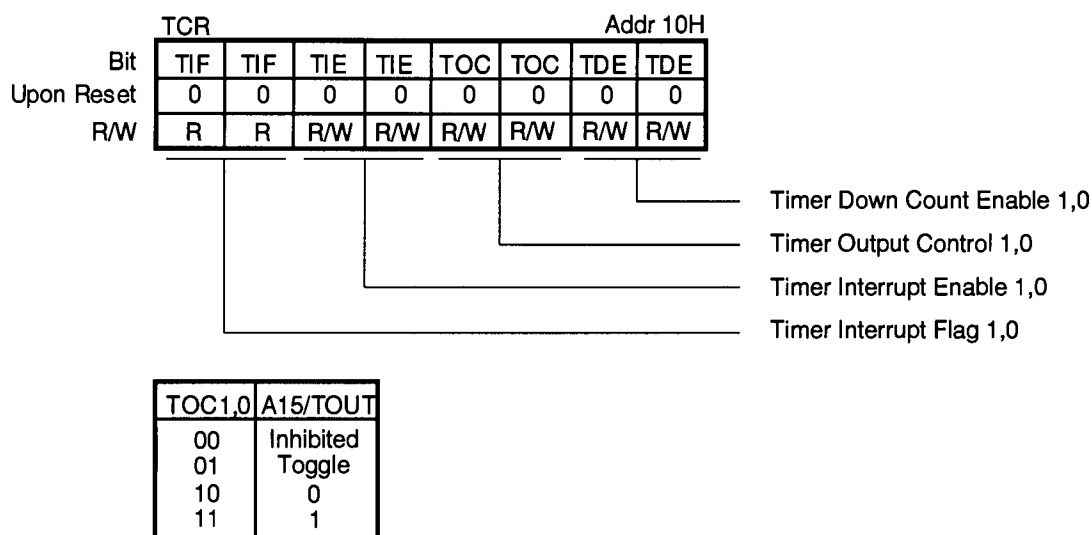 TCR Addr 10H
Bit TIF TIF TIE TIE TOC TOC TDE TDE
Upon Reset 0 0 0 0 0 0 0 0
R/W R R R/W R/W R/W R/W R/W R/W
Timer Down Count Enable 1,0
Timer Output Control 1,0
Timer Interrupt Enable 1,0
Timer Interrupt Flag 1,0
TOC1,0 A15/TOUT
00 Inhibited
01 Toggle
10 0
11 1